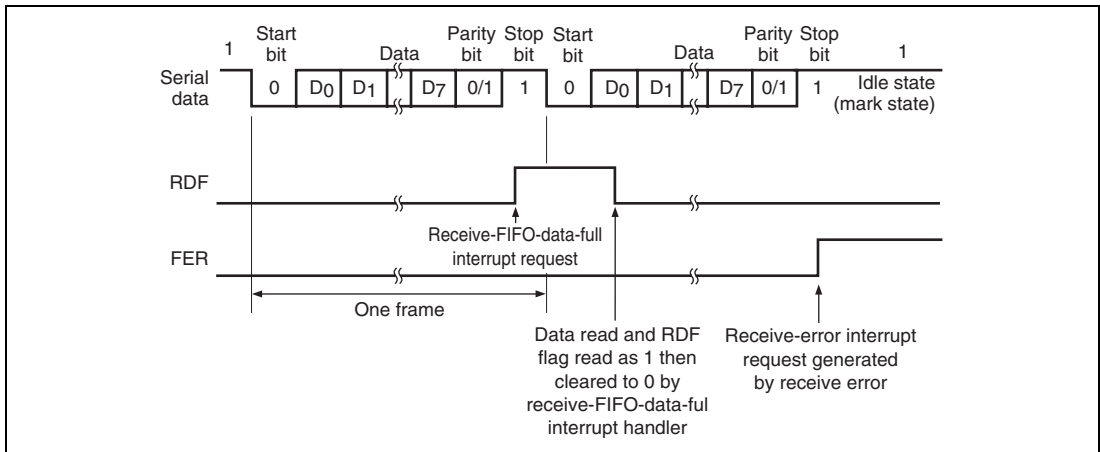 1 Start bit Data Parity bit Stop bit Start bit Data Parity bit Stop bit 1
Serial data 0 D0 D1 D7 0/1 1 0 D0 D1 D7 0/1 1 Idle state (mark state)
RDF
Receive-FIFO-data-full
interrupt request
FER
One frame
Data read and RDF
flag read as 1 then
cleared to 0 by
receive-FIFO-data-ful
interrupt handler
Receive-error interrupt
request generated
by receive error